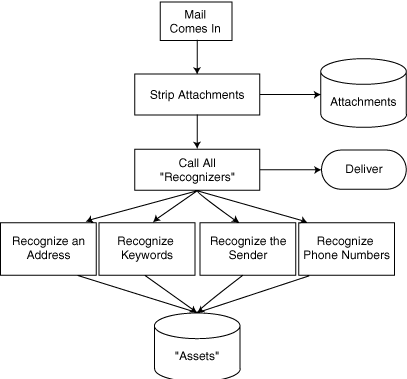 Mail
Comes In
Strip Attachments
Attachments
Call All
"Recognizers"
Deliver
Recognize an
Address
Recognize
Keywords
Recognize the
Sender
Recognize
Phone Numbers
"Assets"